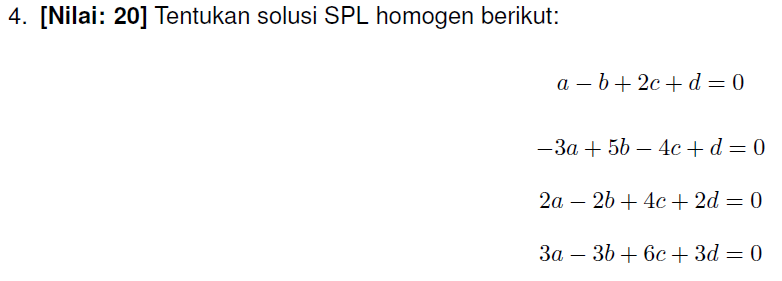 4. [Nilai: 20] Tentukan solusi SPL homogen berikut:
a − b + 2c + d = 0
−3a + 5b − 4c + d = 0
2a − 2b + 4c + 2d = 0
3a − 3b + 6c + 3d = 0